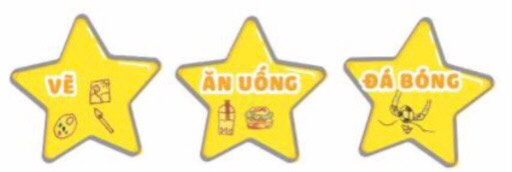 VẼ
ĂN UỐNG
ĐÁ BÓNG